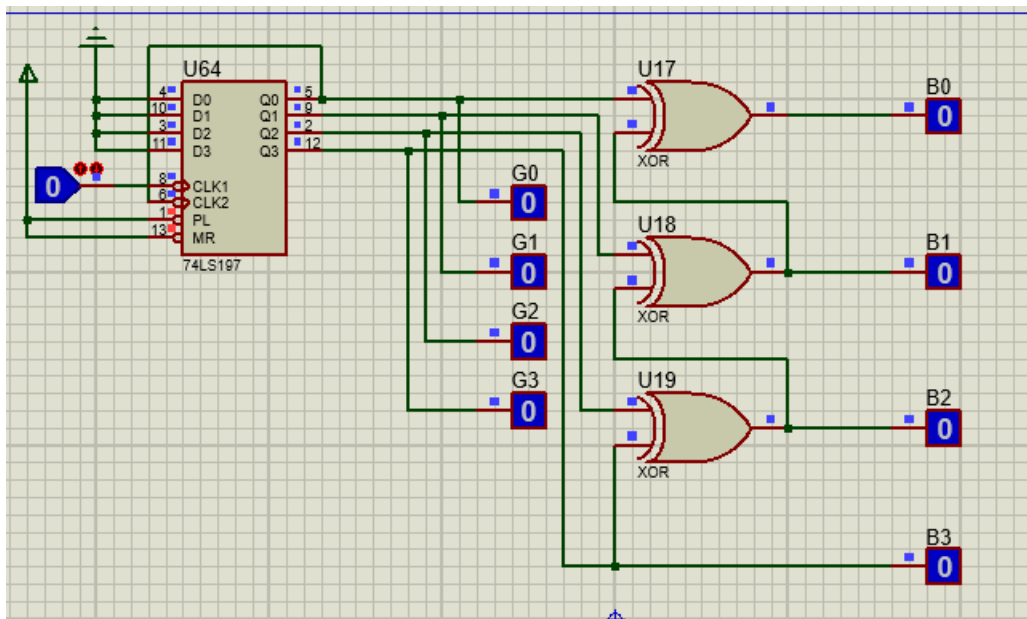 U64
4 D0 Q0 5
10 D1 Q1 9
3 D2 Q2 2
11 D3 Q3 12
0
8 CLK1
6 CLK2
1 PL
13 MR
74LS197
G0
0
G1
0
G2
0
G3
0
U17
XOR
U18
XOR
U19
XOR
B0
0
B1
0
B2
0
B3
0